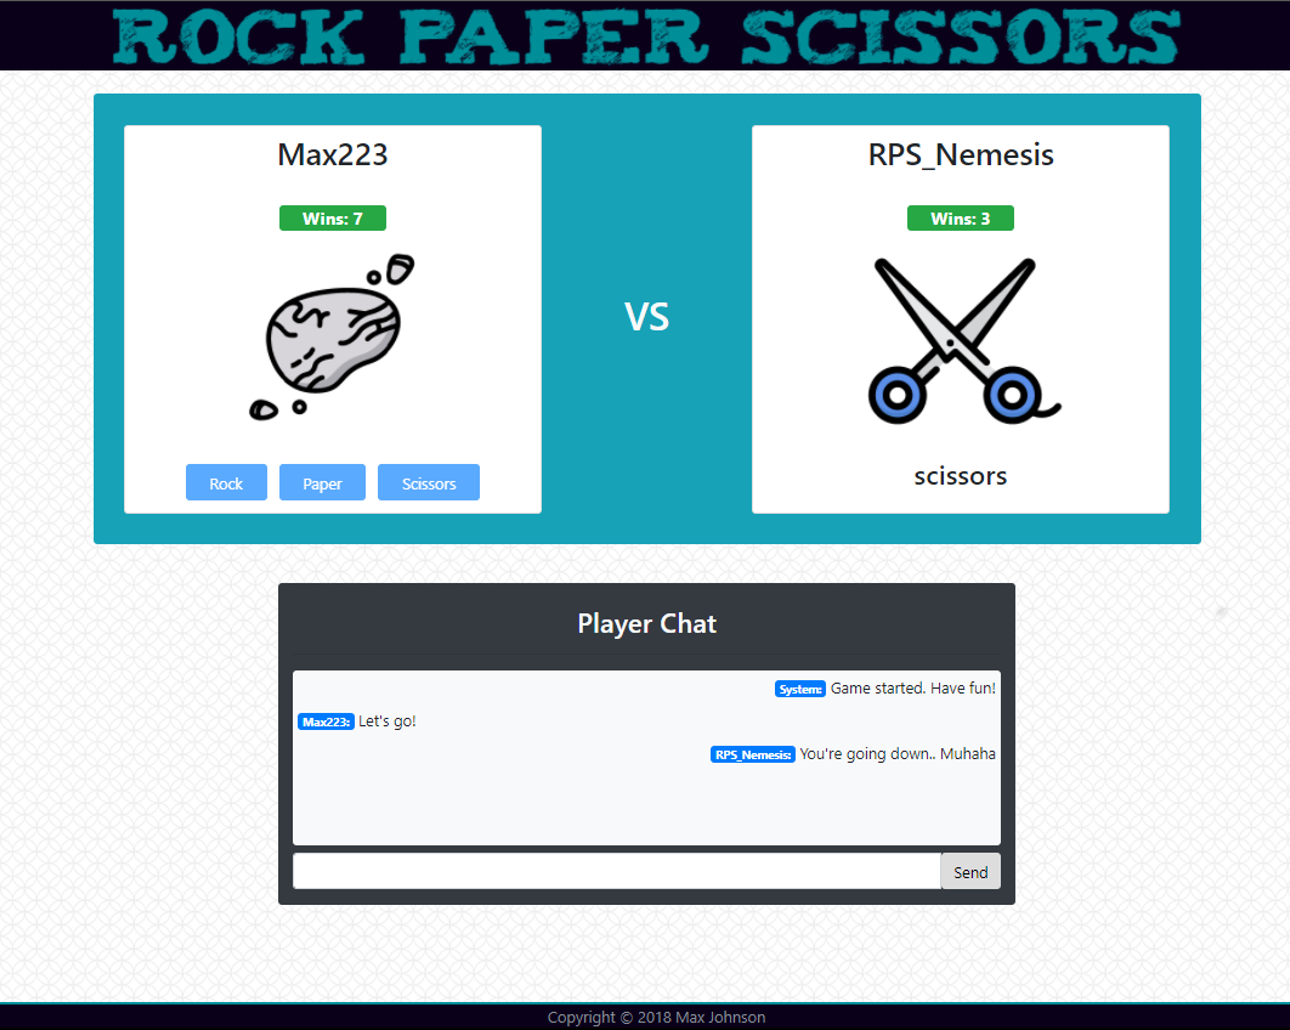 ROCK PAPER SCISSORS
Max223
Wins: 7
Rock Paper Scissors
VS
RPS_Nemesis
Wins: 3
scissors
Player Chat
System: Game started. Have fun!
Max223: Let's go!
RPS_Nemesis: You're going down.. Muhaha
Send
Copyright © 2018 Max Johnson